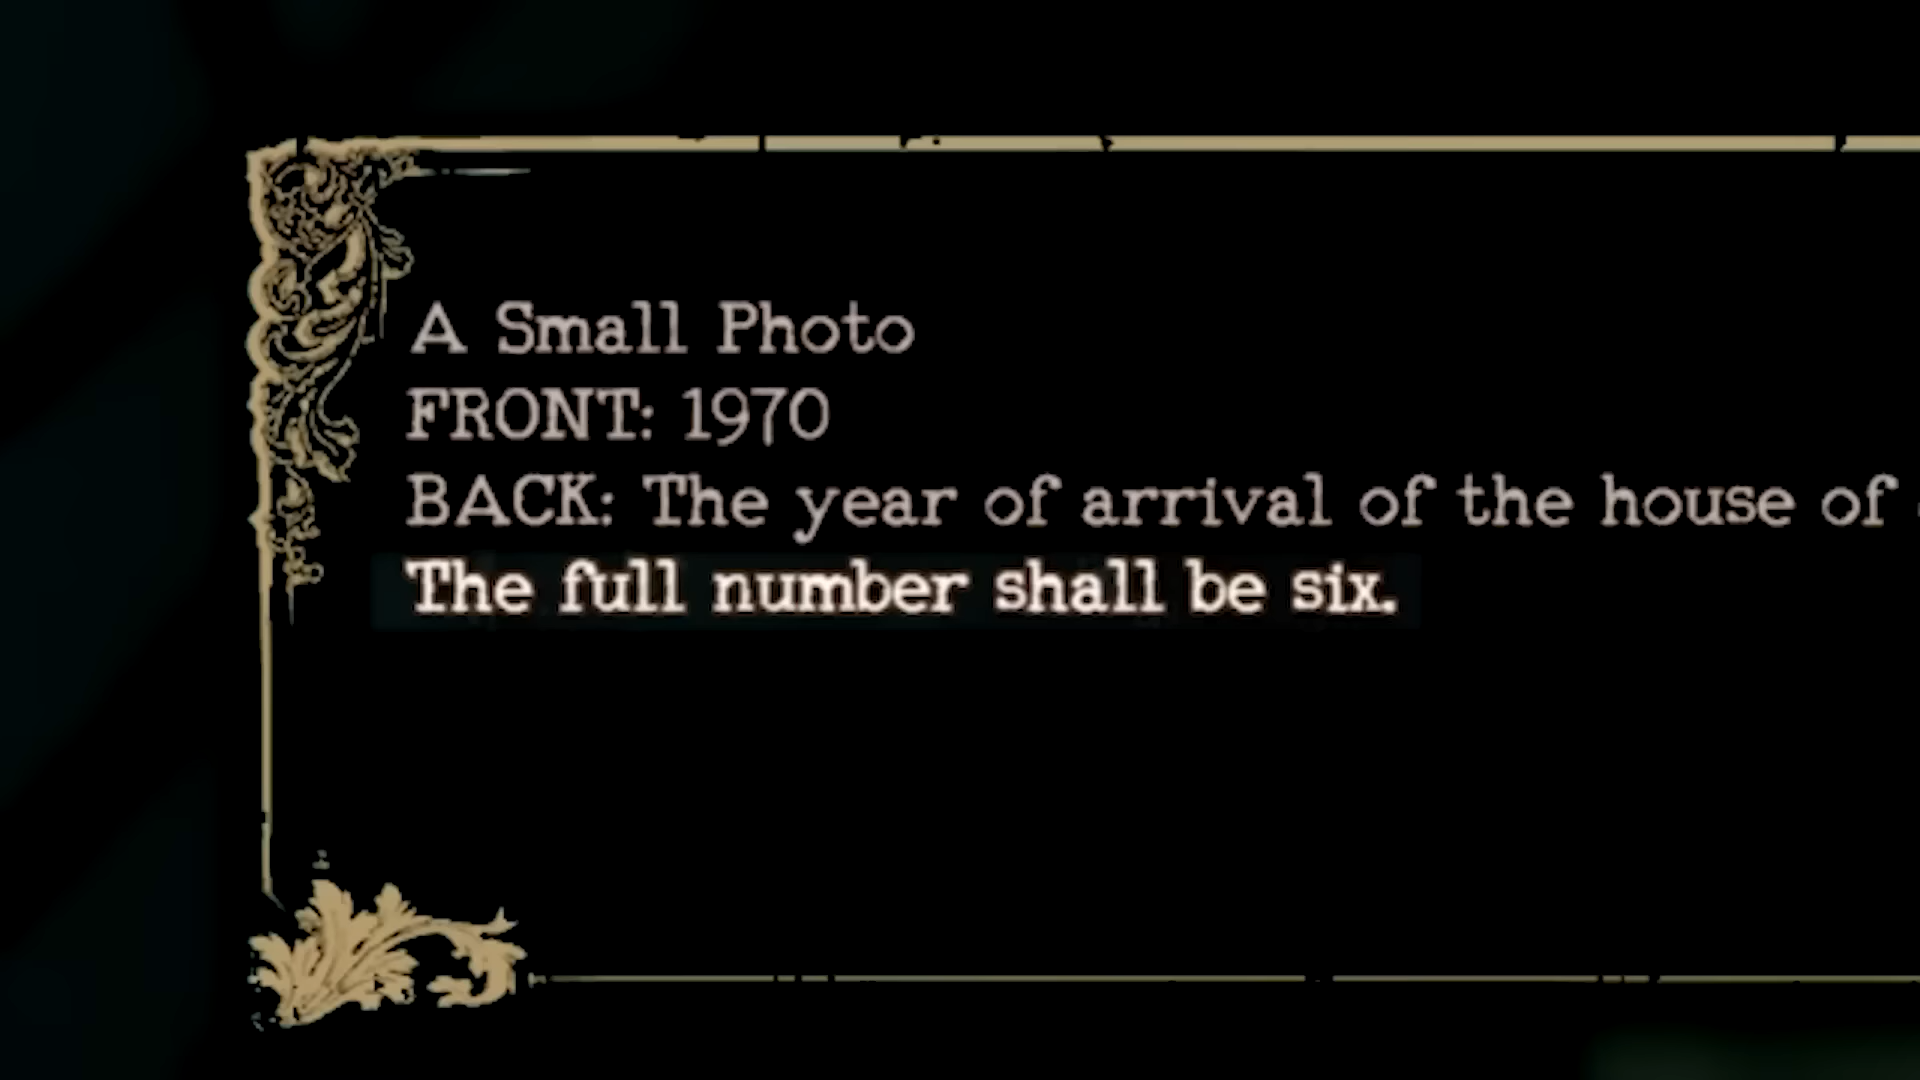 A Small Photo
FRONT: 1970
BACK: The year of arrival of the house of
The full number shall be six.